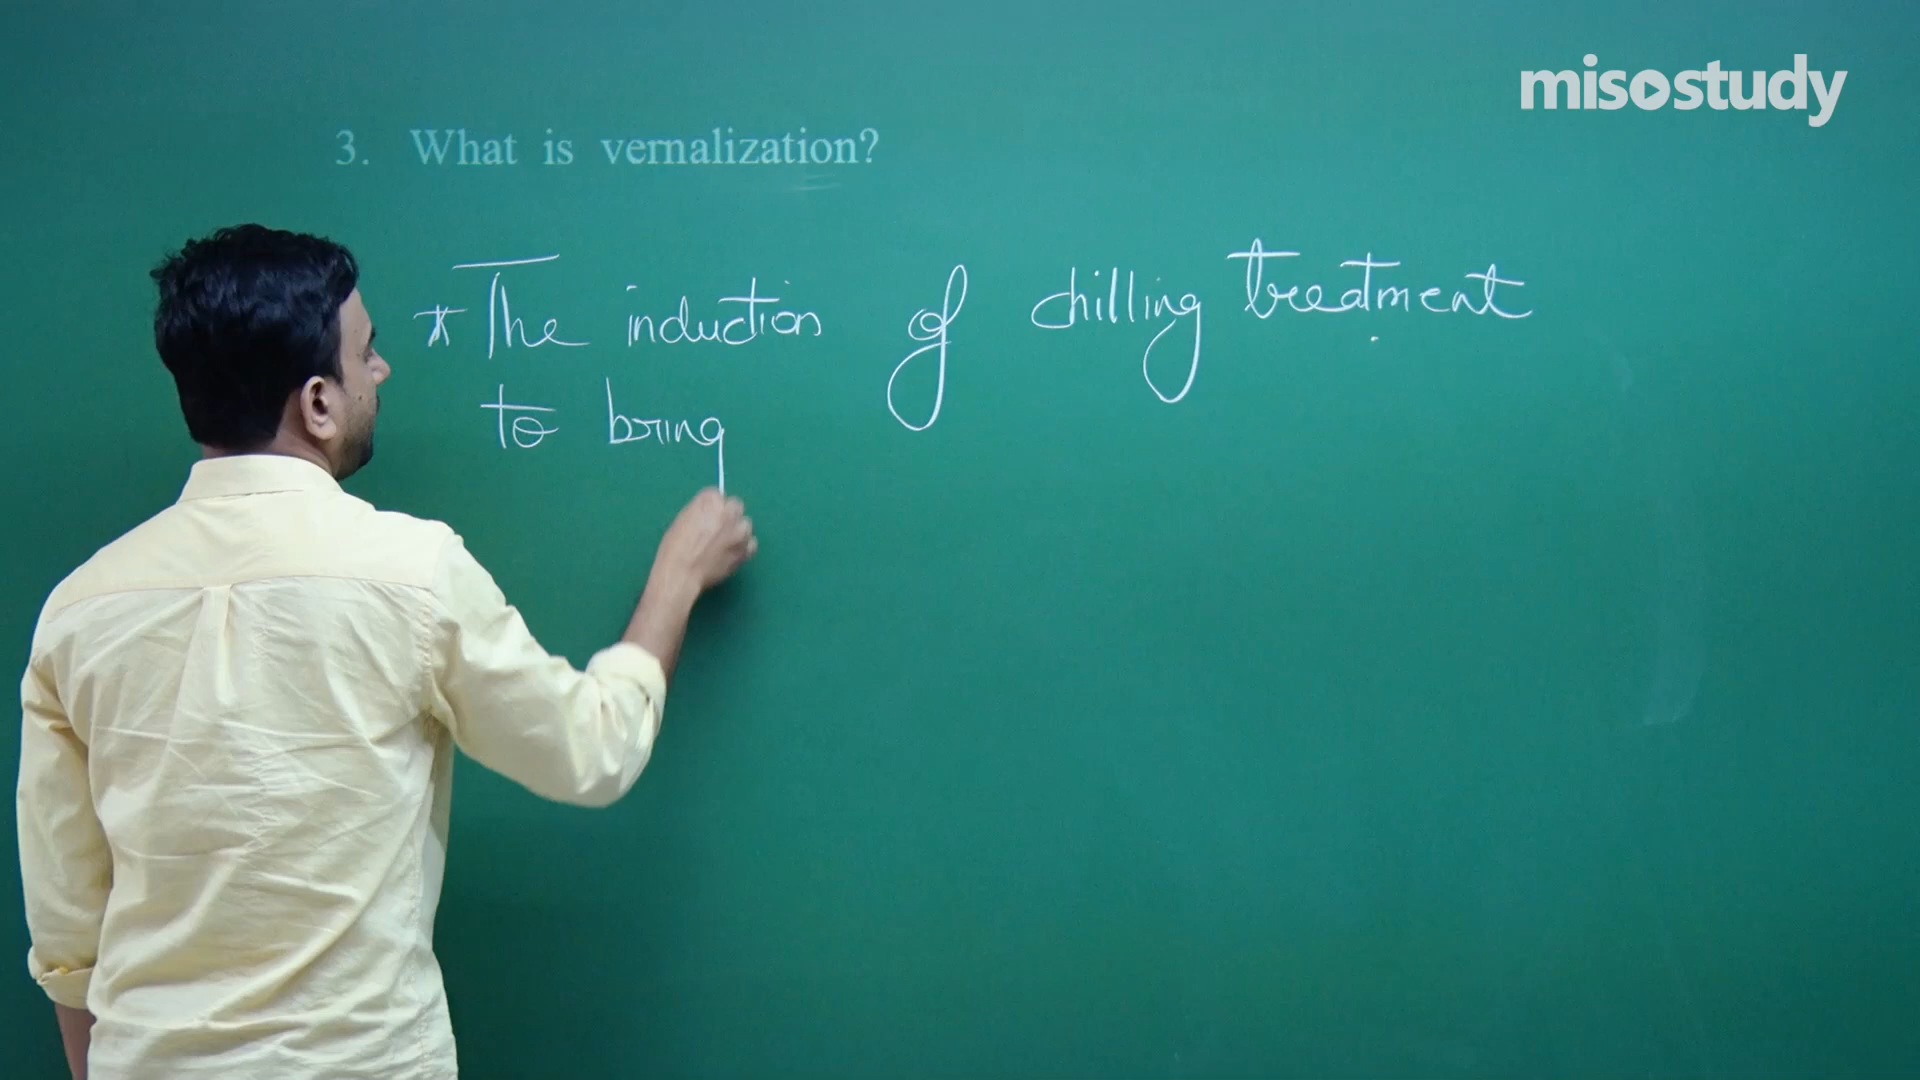 misostudy
3. What is vernalization?
* The induction of chilling treatment
to bring